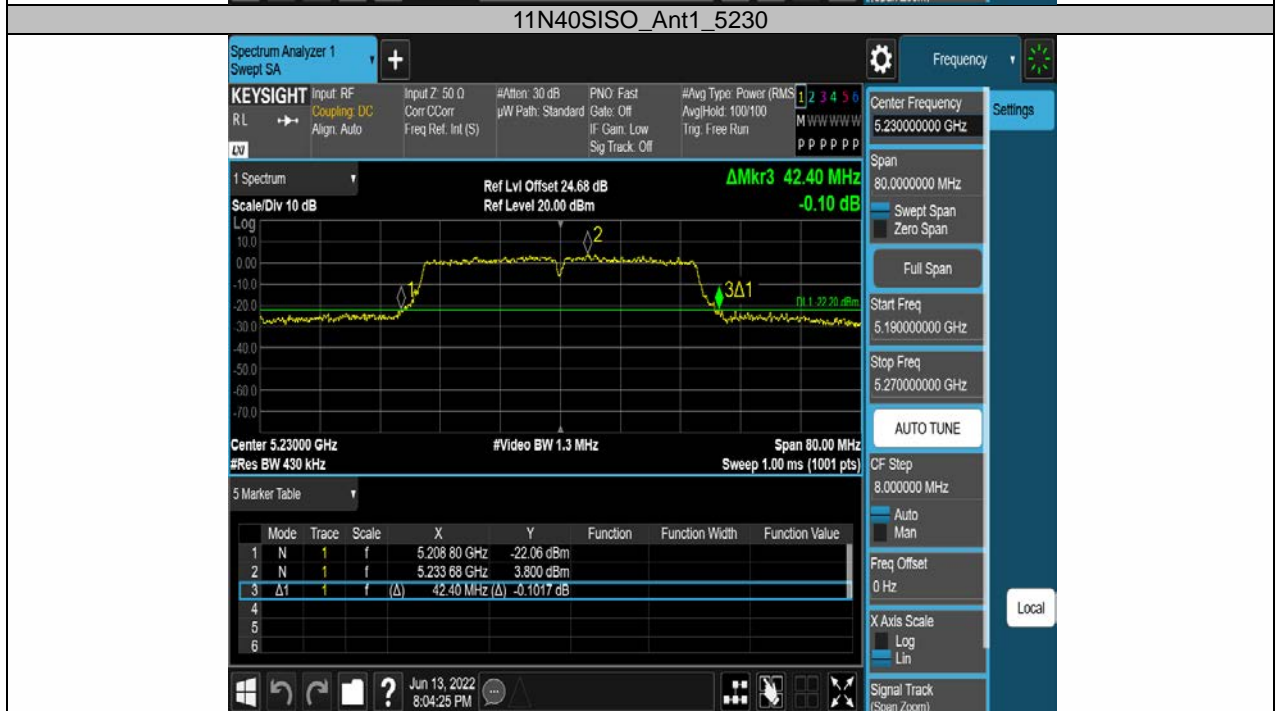 11N40SISO_Ant1_5230
Spectrum Analyzer 1
Swept SA
+
Frequency
KEYSIGHT
RL
LXI
Input: RF
Coupling: DC
Align: Auto
Input Z: 50 Ω
Corr CCorr
Freq Ref: Int (S)
#Atten: 30 dB
µW Path: Standard
PNO: Fast
Gate: Off
IF Gain: Low
Sig Track: Off
#Avg Type: Power (RMS
Avg|Hold: 100/100
Trig: Free Run
1 2 3 4 5 6
M W W W W W
P P P P P P
Center Frequency
5.230000000 GHz
Settings
1 Spectrum
Scale/Div 10 dB
Ref Lvl Offset 24.68 dB
Ref Level 20.00 dBm
ΔMkr3 42.40 MHz
-0.10 dB
Span
80.0000000 MHz
Swept Span
Zero Span
Full Span
Start Freq
5.190000000 GHz
Stop Freq
5.270000000 GHz
AUTO TUNE
CF Step
8.000000 MHz
Auto
Man
Freq Offset
0 Hz
X Axis Scale
Log
Lin
Signal Track
(Span Zoom)
Local
Log
10.0
0.00
-10.0
-20.0
-30.0
-40.0
-50.0
-60.0
-70.0
1
2
3Δ1
DL1 -22.20 dBm
Center 5.23000 GHz
#Video BW 1.3 MHz
Span 80.00 MHz
#Res BW 430 kHz
Sweep 1.00 ms (1001 pts)
5 Marker Table
Mode Trace Scale X Y Function Function Width Function Value
1 N 1 f 5.208 80 GHz -22.06 dBm
2 N 1 f 5.233 68 GHz 3.800 dBm
3 Δ1 1 f (Δ) 42.40 MHz (Δ) -0.1017 dB
4
5
6
?
Jun 13, 2022
8:04:25 PM